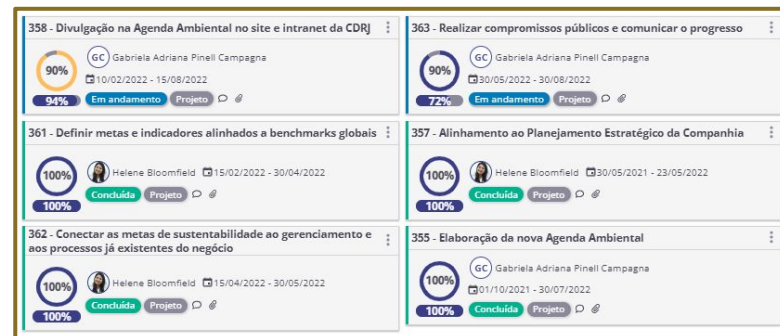 358 - Divulgação na Agenda Ambiental no site e intranet da CDRJ
90%
GC Gabriela Adriana Pinell Campagna
10/02/2022 - 15/08/2022
94% Em andamento Projeto
363 - Realizar compromissos públicos e comunicar o progresso
90%
GC Gabriela Adriana Pinell Campagna
30/05/2022 - 30/08/2022
72% Em andamento Projeto
361 - Definir metas e indicadores alinhados a benchmarks globais
100%
Helene Bloomfield 15/02/2022 - 30/04/2022
Concluída Projeto
100%
357 - Alinhamento ao Planejamento Estratégico da Companhia
100%
Helene Bloomfield 30/05/2021 - 23/05/2022
Concluída Projeto
100%
362 - Conectar as metas de sustentabilidade ao gerenciamento e
aos processos já existentes do negócio
100%
Helene Bloomfield 15/04/2022 - 30/05/2022
Concluída Projeto
100%
355 - Elaboração da nova Agenda Ambiental
100%
GC Gabriela Adriana Pinell Campagna
01/10/2021 - 30/07/2022
100% Concluída Projeto